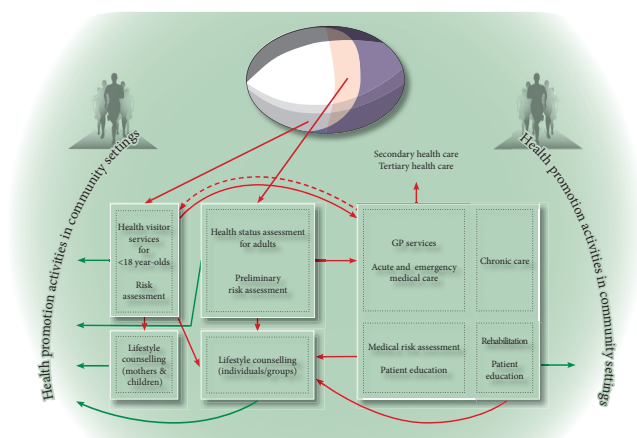 Health promotion activities in community settings
Health promotion activities in community settings
Secondary health care
Tertiary health care
Health visitor
services
for
<18 year-olds
Risk
assessment
Health status assessment
for adults
Preliminary
risk assessment
GP services
Acute and emergency
medical care
Chronic care
Lifestyle
counselling
(mothers &
children)
Lifestyle counselling
(individuals/groups)
Medical risk assessment
Patient education
Rehabilitation
Patient
education